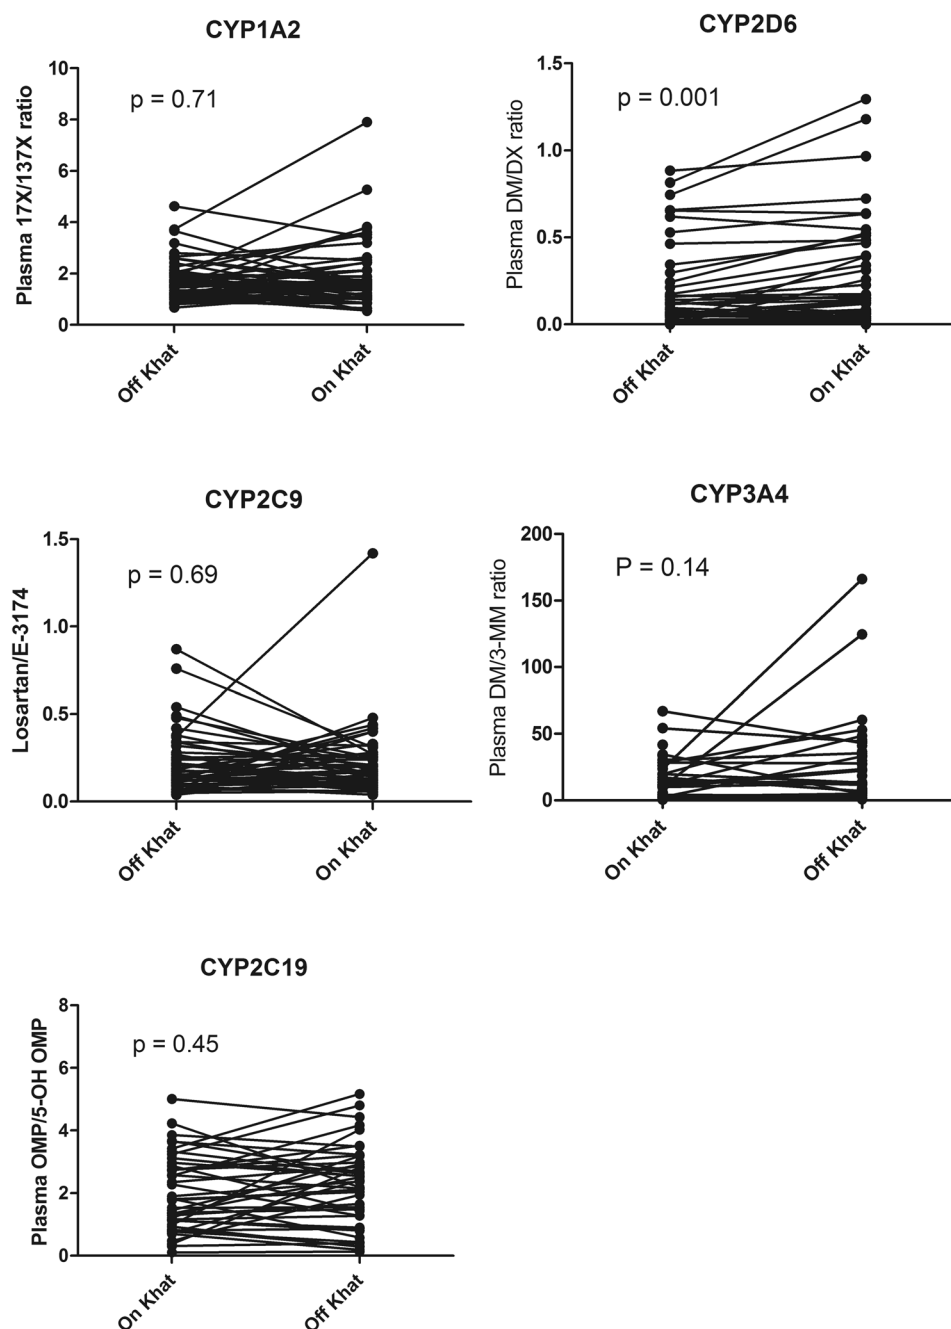 CYP1A2
p = 0.71
Plasma 17X/137X ratio
10
8
6
4
2
0
Off Khat
On Khat
CYP2D6
p = 0.001
Plasma DM/DX ratio
1.5
1.0
0.5
0.0
Off Khat
On Khat
CYP2C9
p = 0.69
Losartan/E-3174
1.5
1.0
0.5
0.0
Off Khat
On Khat
CYP3A4
P = 0.14
Plasma DM/3-MM ratio
200
150
100
50
0
On Khat
Off Khat
CYP2C19
p = 0.45
Plasma OMP/5-OH OMP
8
6
4
2
0
On Khat
Off Khat